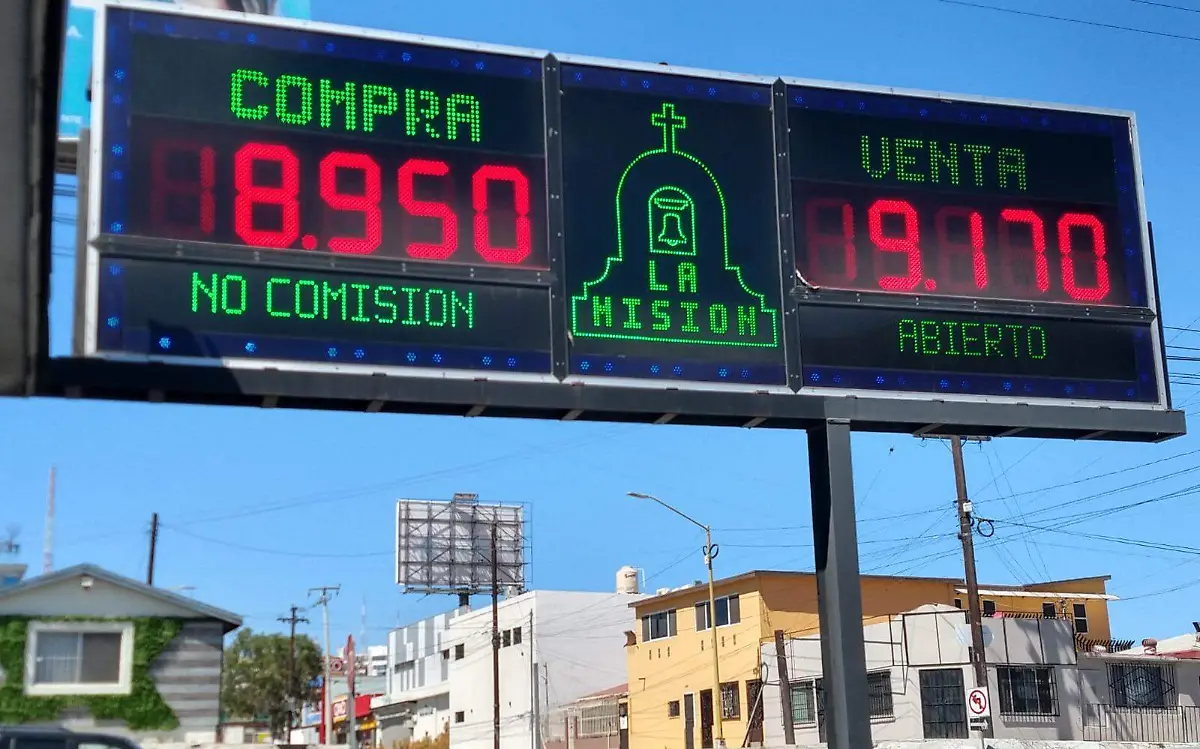 COMPRA
18.950
NO COMISION
LA
MISION
VENTA
19.170
ABIERTO